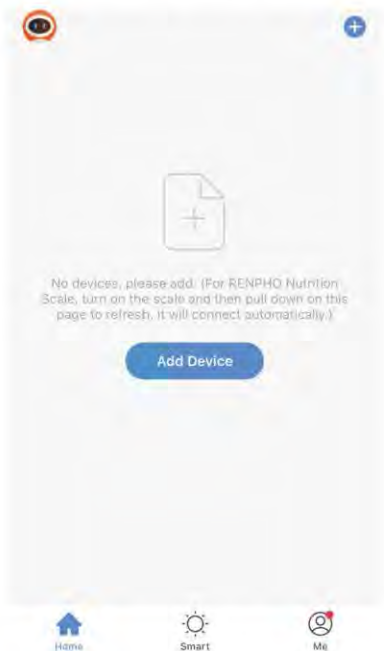 No devices, please add. (For RENPHO Nutrition
Scale, turn on the scale and then pull down on this
page to refresh, it will connect automatically.)
Add Device
Home
Smart
Me